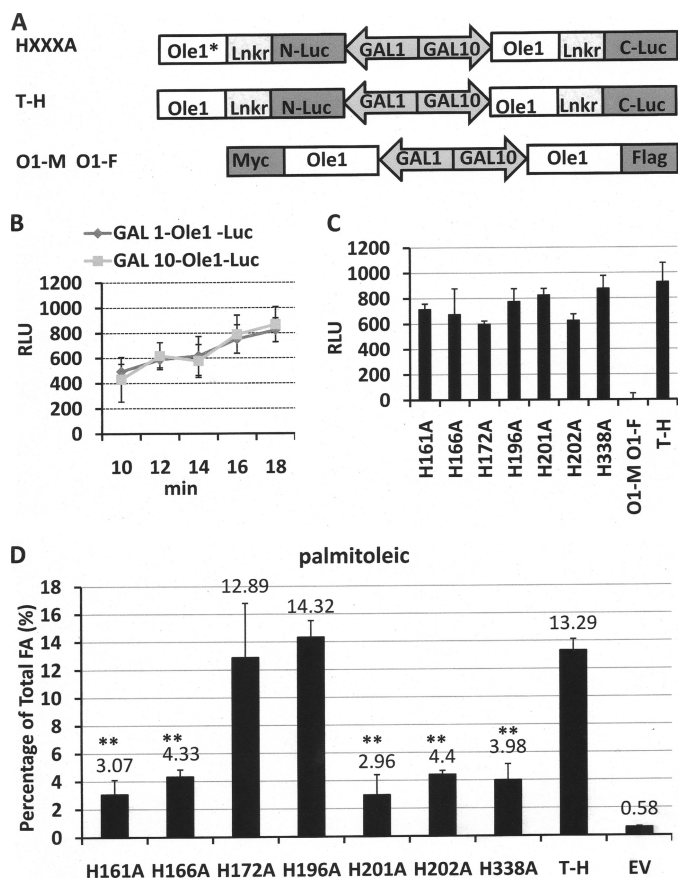 A
HXXXA
Ole1* Lnkr N-Luc GAL1 GAL10 Ole1 Lnkr C-Luc
T-H
Ole1 Lnkr N-Luc GAL1 GAL10 Ole1 Lnkr C-Luc
O1-M O1-F
Myc Ole1 GAL1 GAL10 Ole1 Flag
B
GAL 1-Ole1 -Luc
GAL 10-Ole1-Luc
RLU
1200
1000
800
600
400
200
0
10 12 14 16 18
min
C
RLU
1200
1000
800
600
400
200
0
H161A
H166A
H172A
H196A
H201A
H202A
H338A
O1-M O1-F
T-H
D
palmitoleic
Percentage of Total FA (%)
18
16
14
12
10
8
6
4
2
0
**
3.07
**
4.33
12.89
14.32
**
2.96
**
4.4
**
3.98
13.29
0.58
H161A H166A H172A H196A H201A H202A H338A T-H EV